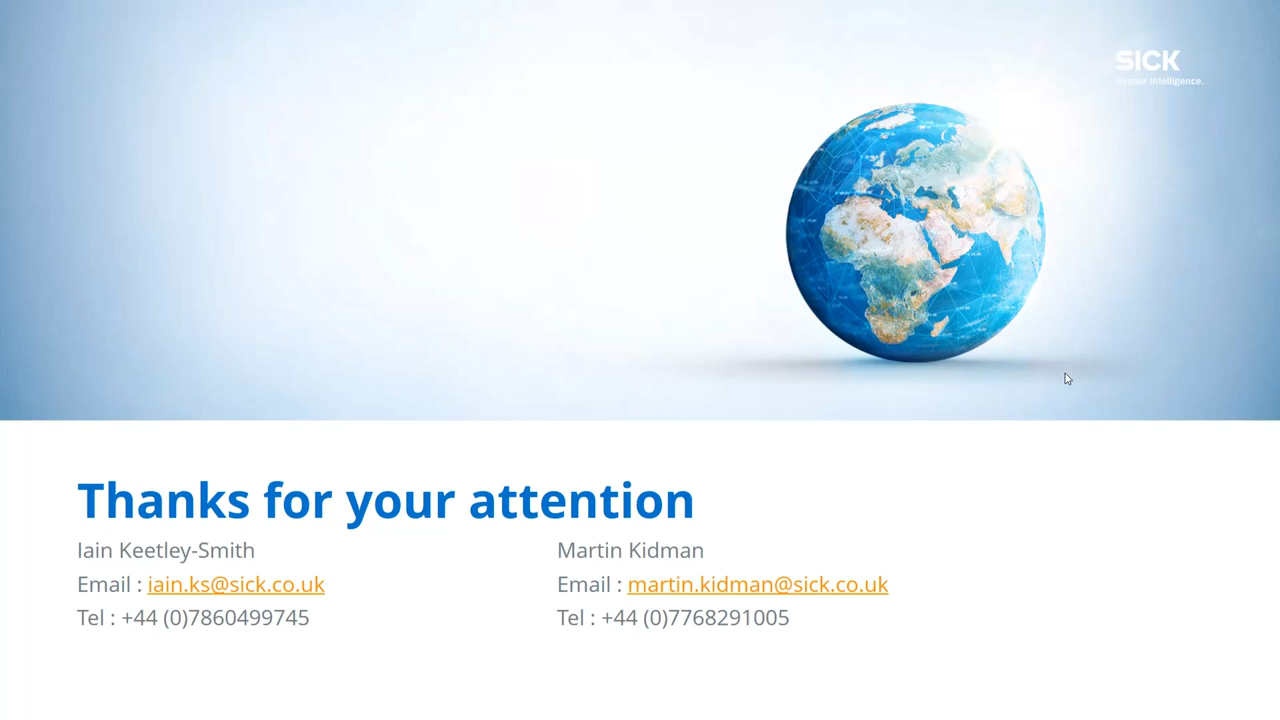 SICK
Sensor Intelligence.
Thanks for your attention
Iain Keetley-Smith
Email : iain.ks@sick.co.uk
Tel : +44 (0)7860499745
Martin Kidman
Email : martin.kidman@sick.co.uk
Tel : +44 (0)7768291005